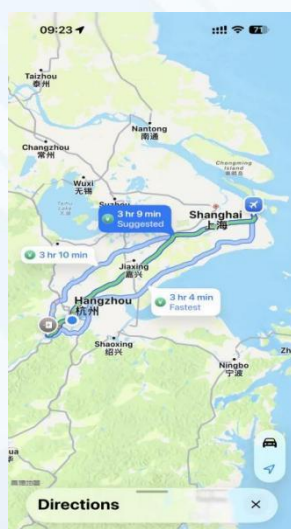 09:23
Taizhou
泰州
Nantong
南通
Changzhou
常州
Chongming
Island
Wuxi
无锡
Suzhou
3 hr 9 min
Suggested
Shanghai
上海
3 hr 10 min
Jiaxing
嘉兴
Hangzhou
杭州
3 hr 4 min
Fastest
Shaoxing
绍兴
Ningbo
宁波
Zh
Directions